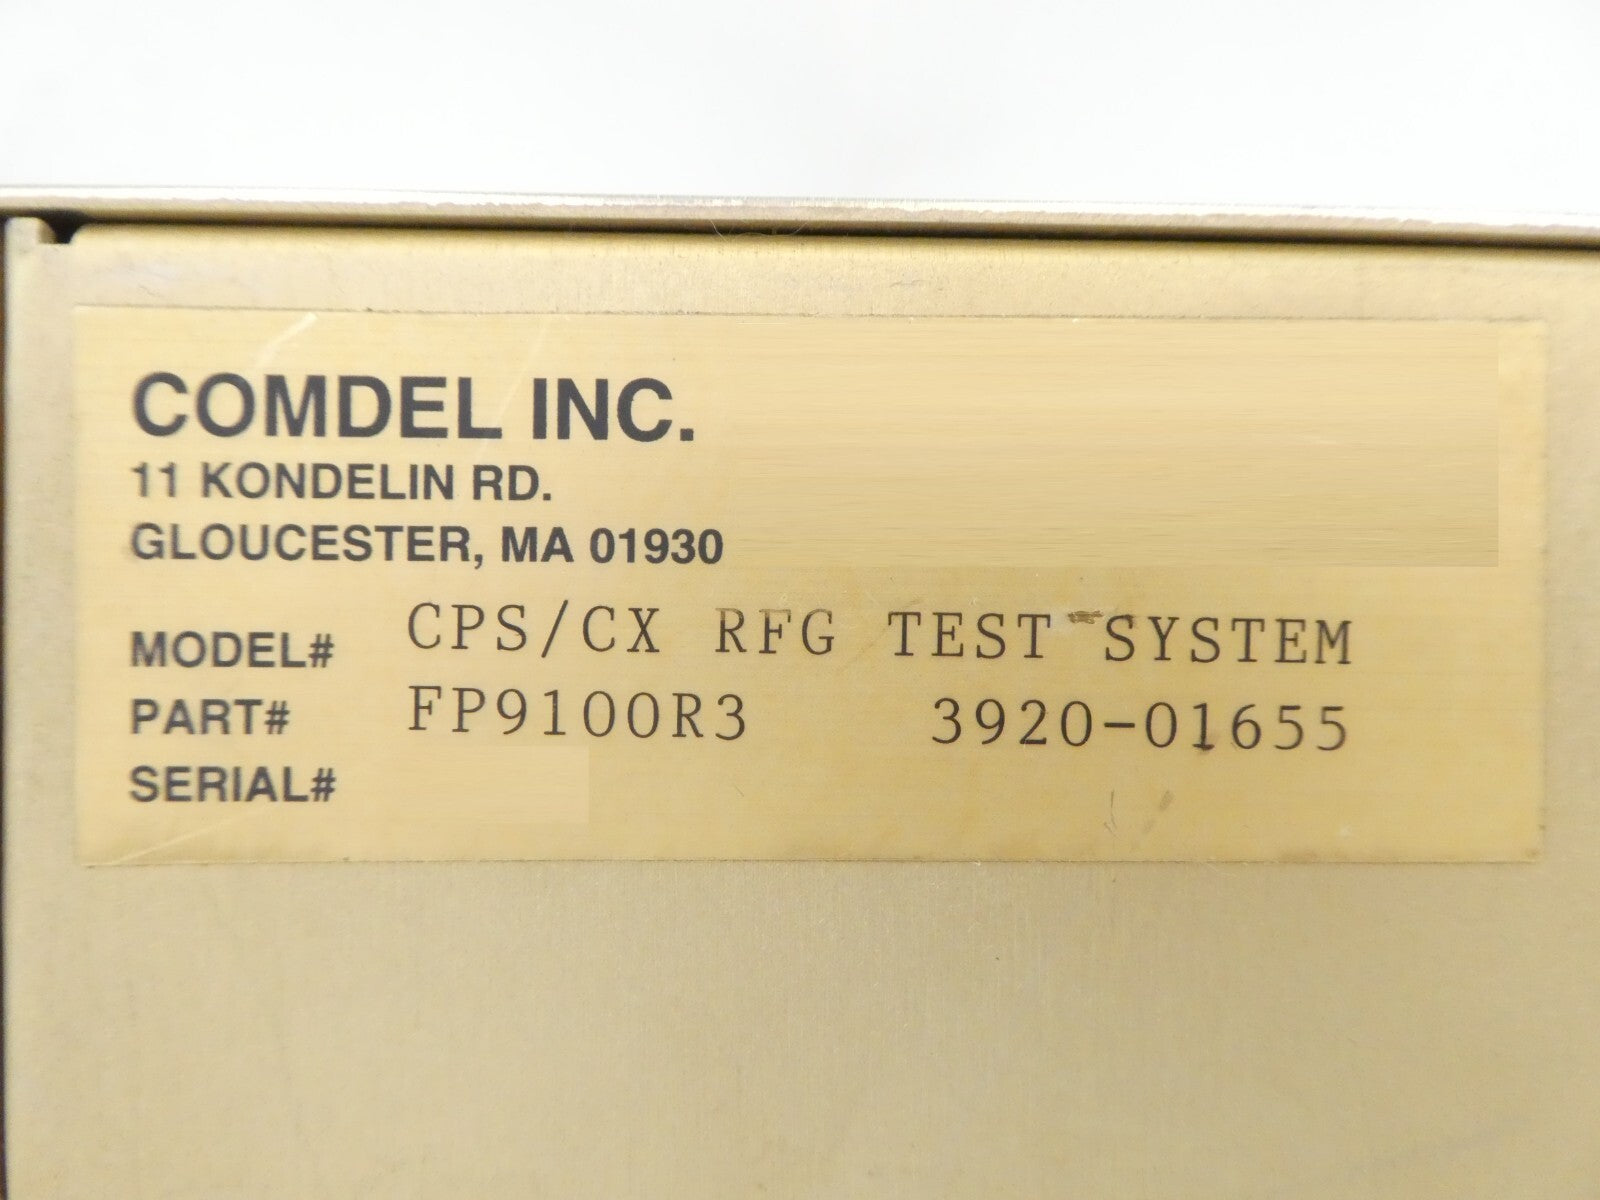 COMDEL INC.
11 KONDELIN RD.
GLOUCESTER, MA 01930
MODEL# CPS/CX RFG TEST SYSTEM
PART# FP9100R3 3920-01655
SERIAL#